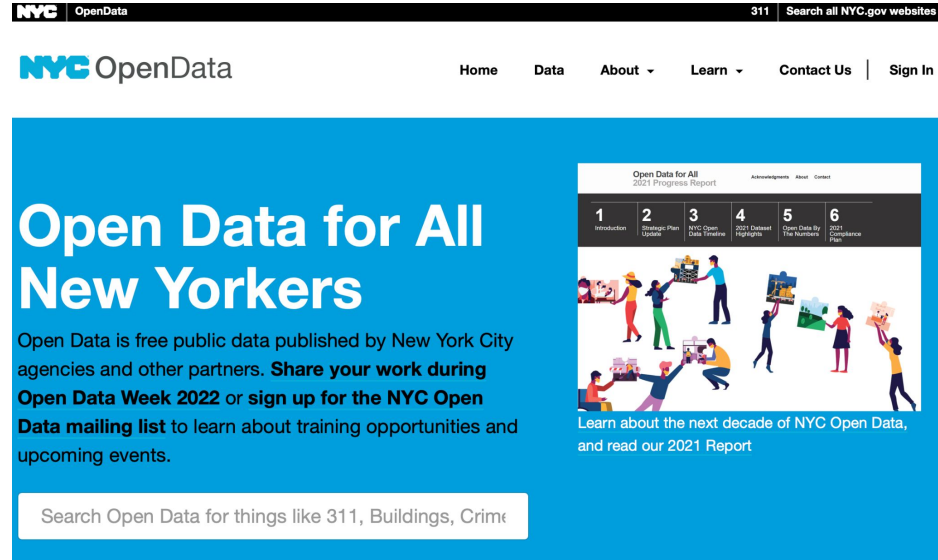 NYC OpenData 311 Search all NYC.gov websites
NYC OpenData Home Data About Learn Contact Us Sign In
Open Data for All
New Yorkers
Open Data is free public data published by New York City
agencies and other partners. Share your work during
Open Data Week 2022 or sign up for the NYC Open
Data mailing list to learn about training opportunities and
upcoming events.
Search Open Data for things like 311, Buildings, Crime
Open Data for All Acknowledgments About Contact
2021 Progress Report
1 2 3 4 5 6
Introduction Strategic Plan NYC Open 2021 Dataset Open Data By 2021
Update Data Timeline Highlights The Numbers Compliance
Plan
Learn about the next decade of NYC Open Data,
and read our 2021 Report